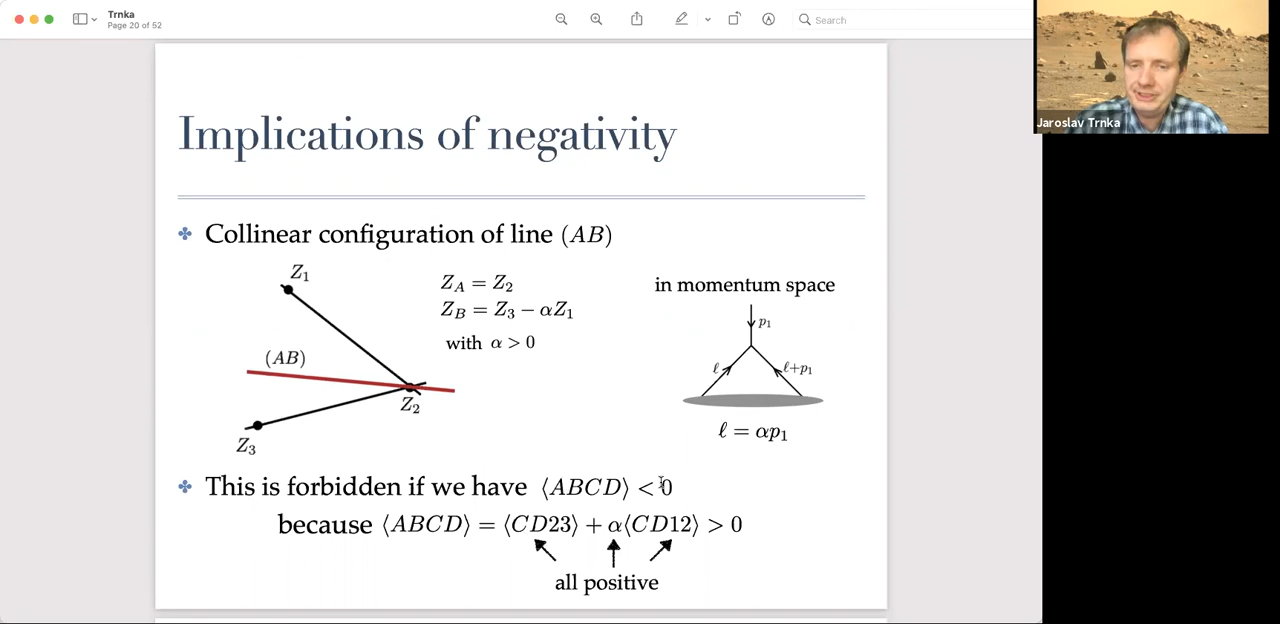 Trnka
Page 20 of 52
Search
Jaroslav Trnka
Implications of negativity
Collinear configuration of line (AB)
Z₁
(AB)
Z₂
Z₃
Z_A = Z₂
Z_B = Z₃ − αZ₁
with α > 0
in momentum space
p₁
ℓ
ℓ+p₁
ℓ = αp₁
This is forbidden if we have ⟨ABCD⟩ < 0
because ⟨ABCD⟩ = ⟨CD23⟩ + α⟨CD12⟩ > 0
all positive